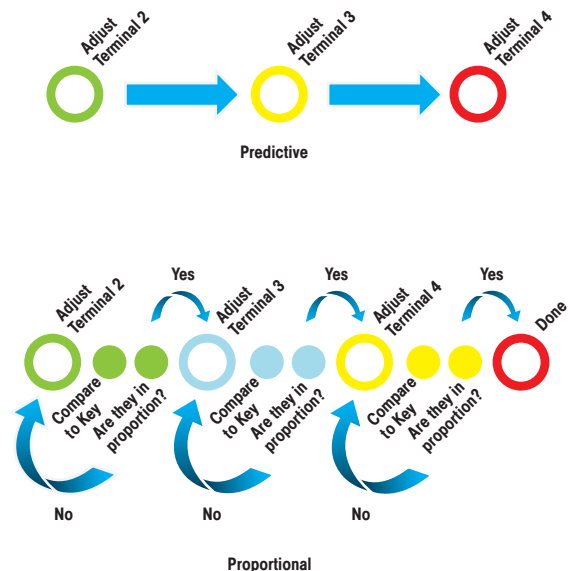 Adjust
Terminal 2
Adjust
Terminal 3
Adjust
Terminal 4
Predictive
Yes
Yes
Yes
Adjust
Terminal 2
Adjust
Terminal 3
Adjust
Terminal 4
Done
Compare
to Key
Are they in
proportion?
Compare
to Key
Are they in
proportion?
Compare
to Key
Are they in
proportion?
No
No
No
Proportional